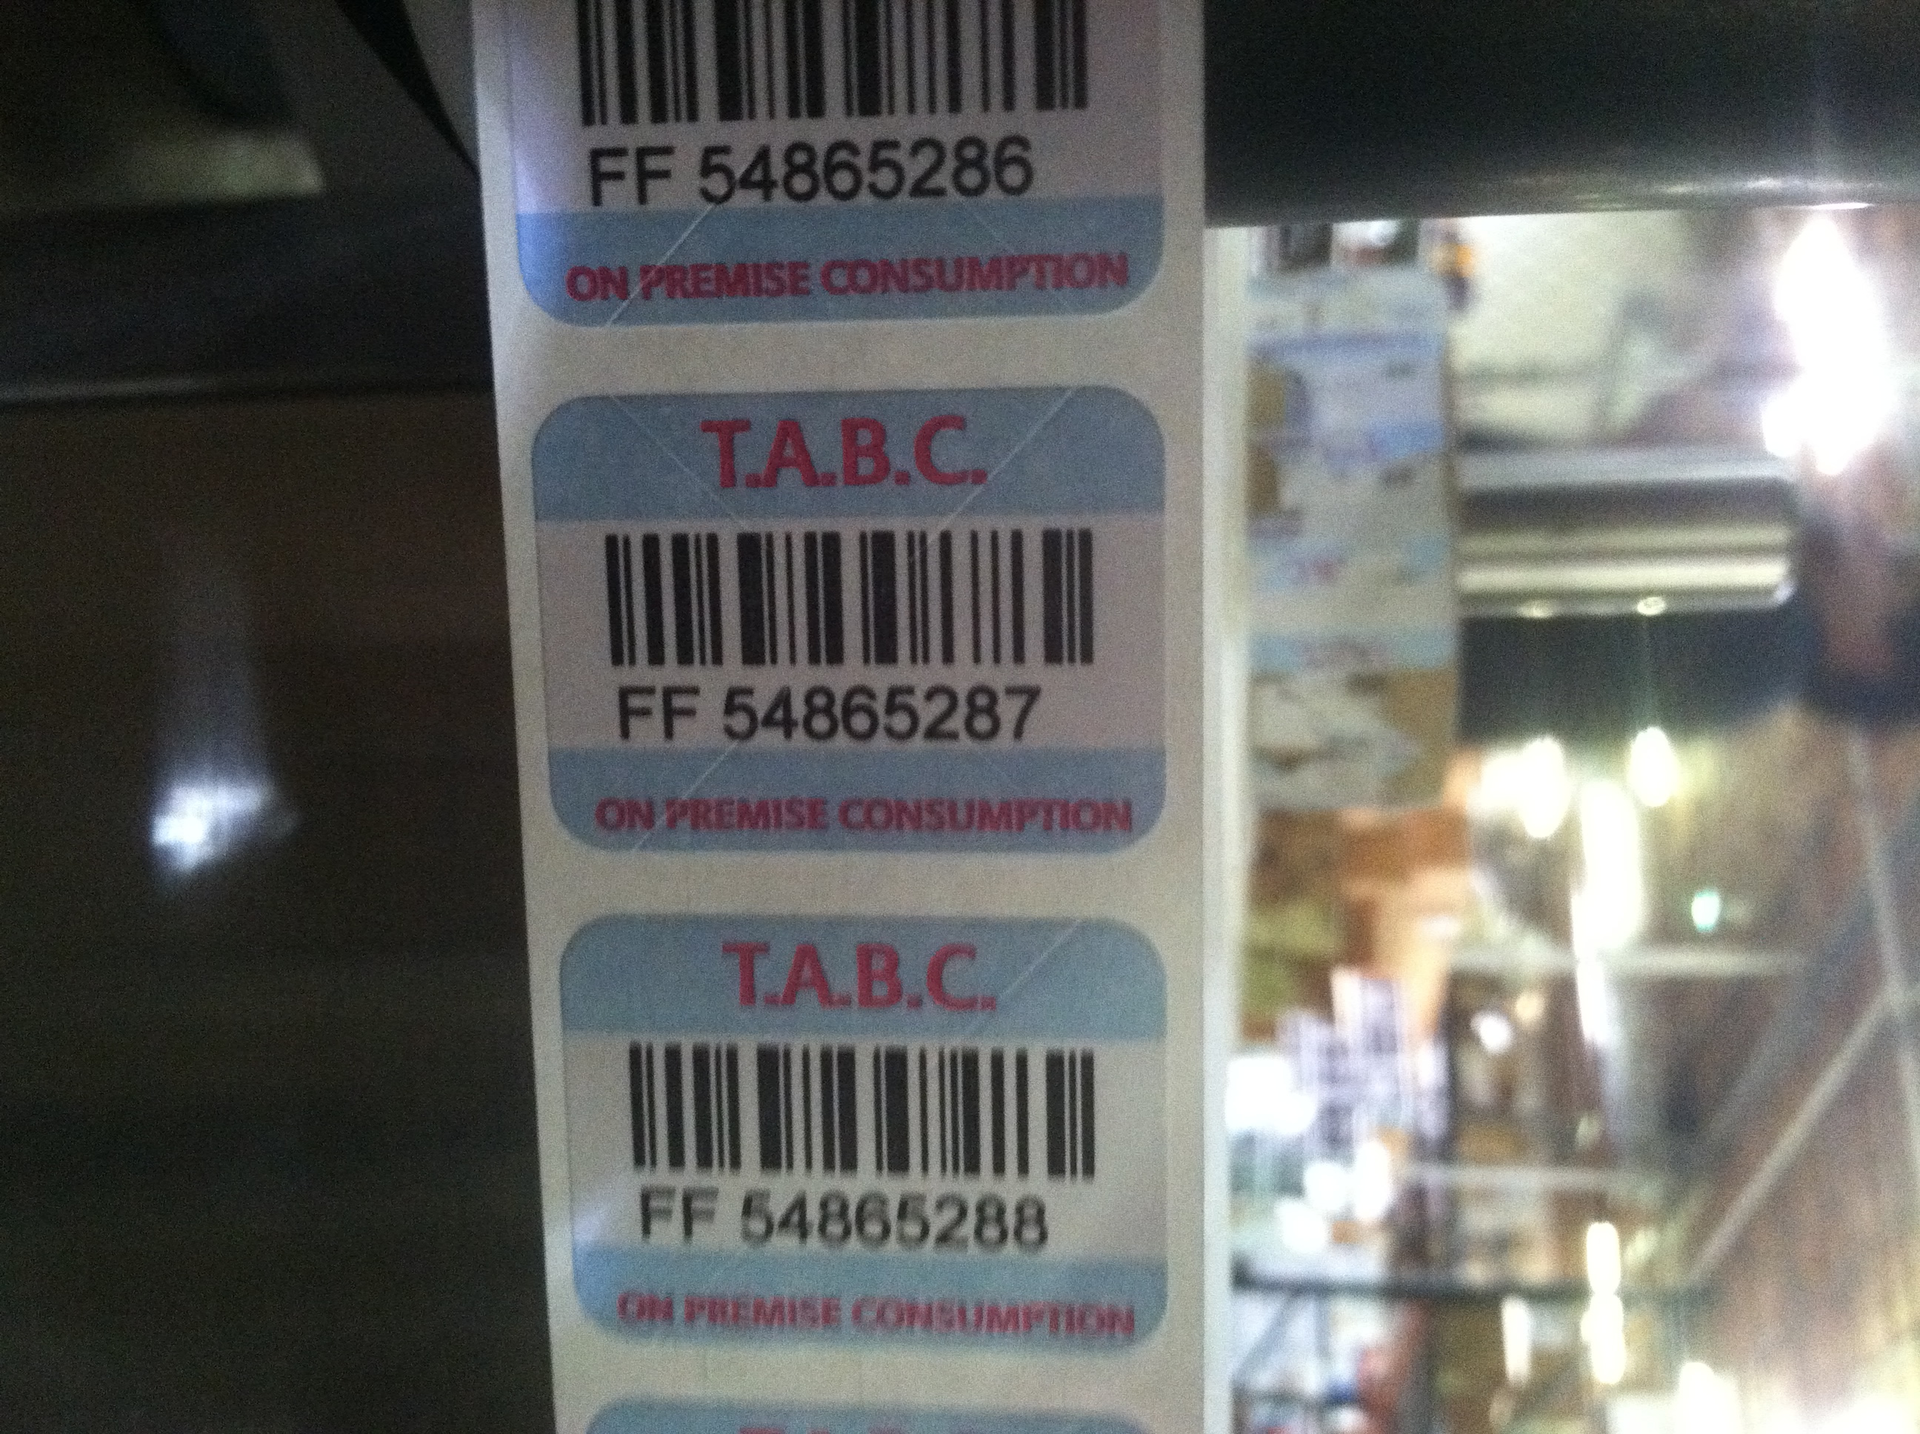 FF 54865286
ON PREMISE CONSUMPTION
T.A.B.C.
FF 54865287
ON PREMISE CONSUMPTION
T.A.B.C.
FF 54865288
ON PREMISE CONSUMPTION